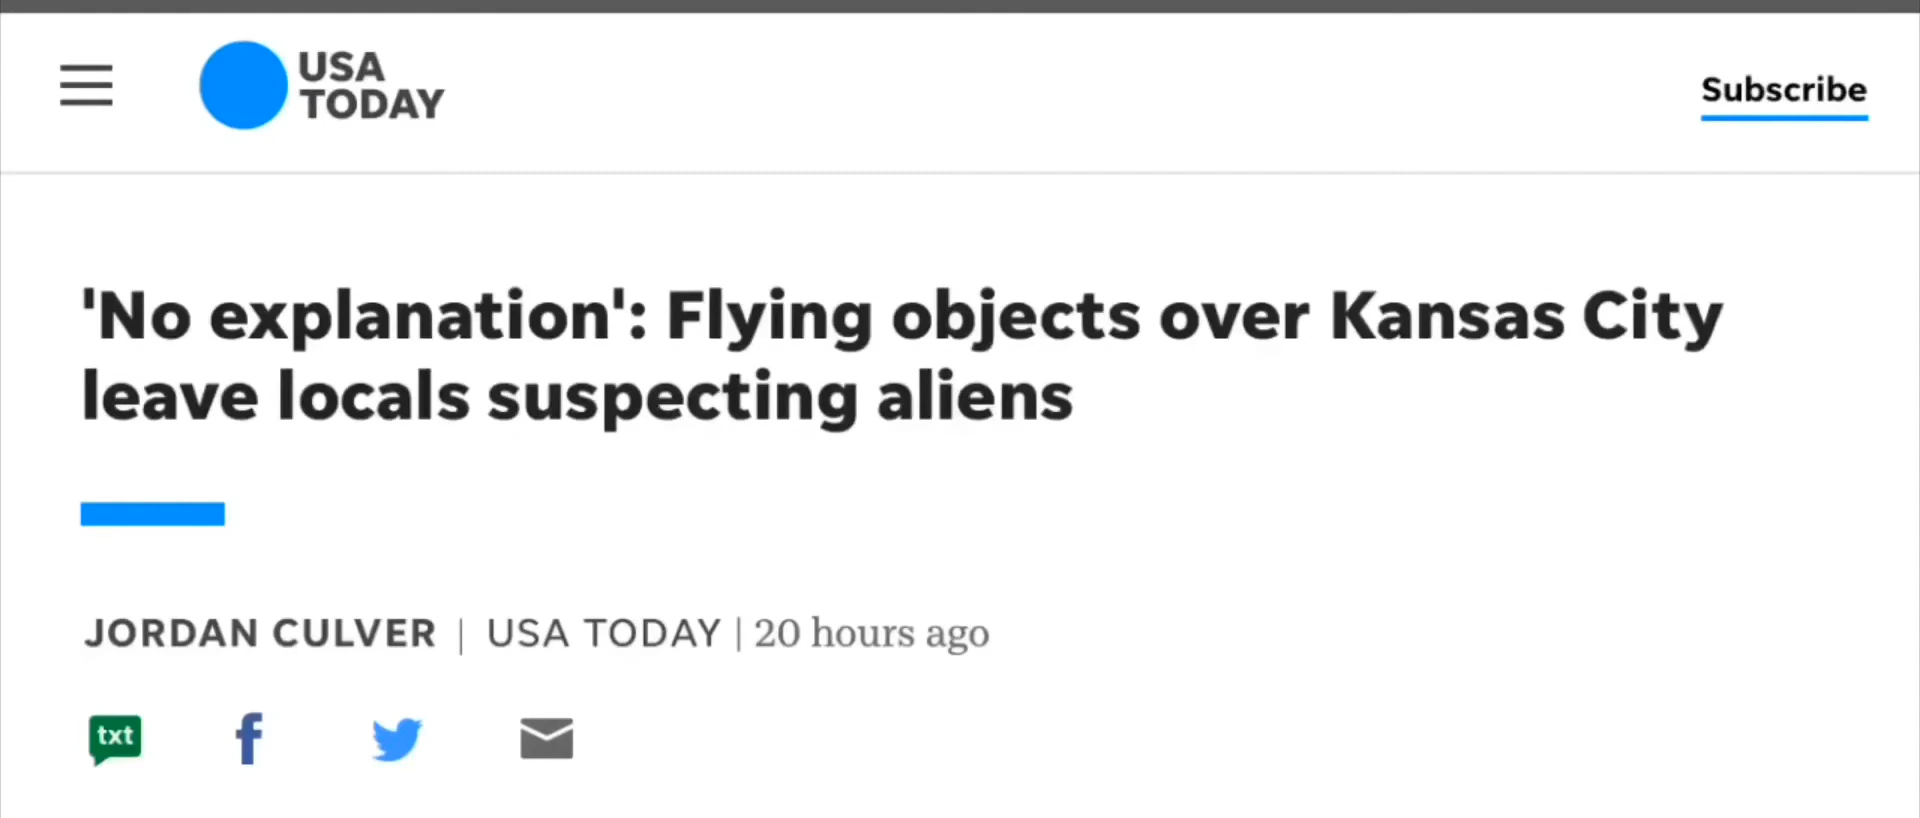 USA
TODAY
Subscribe
'No explanation': Flying objects over Kansas City
leave locals suspecting aliens
JORDAN CULVER | USA TODAY | 20 hours ago
txt